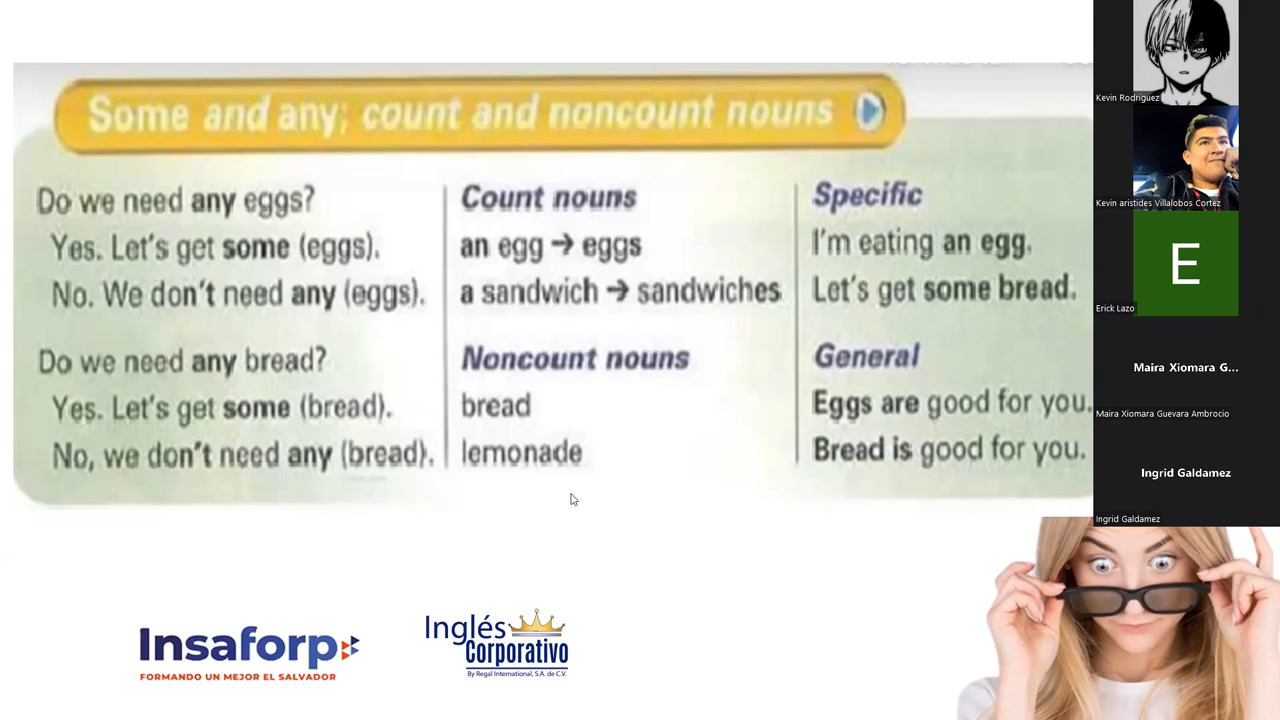 Some and any; count and noncount nouns
Do we need any eggs?
Yes. Let's get some (eggs).
No. We don't need any (eggs).
Do we need any bread?
Yes. Let's get some (bread).
No, we don't need any (bread).
Count nouns
an egg → eggs
a sandwich → sandwiches
Noncount nouns
bread
lemonade
Specific
I'm eating an egg.
Let's get some bread.
General
Eggs are good for you.
Bread is good for you.
Insaforp
FORMANDO UN MEJOR EL SALVADOR
Inglés
Corporativo
By Regal International, S.A. de C.V.
Kevin Rodriguez
Kevin aristides Villalobos Cortez
E
Erick Lazo
Maira Xiomara G...
Maira Xiomara Guevara Ambrocio
Ingrid Galdamez
Ingrid Galdamez